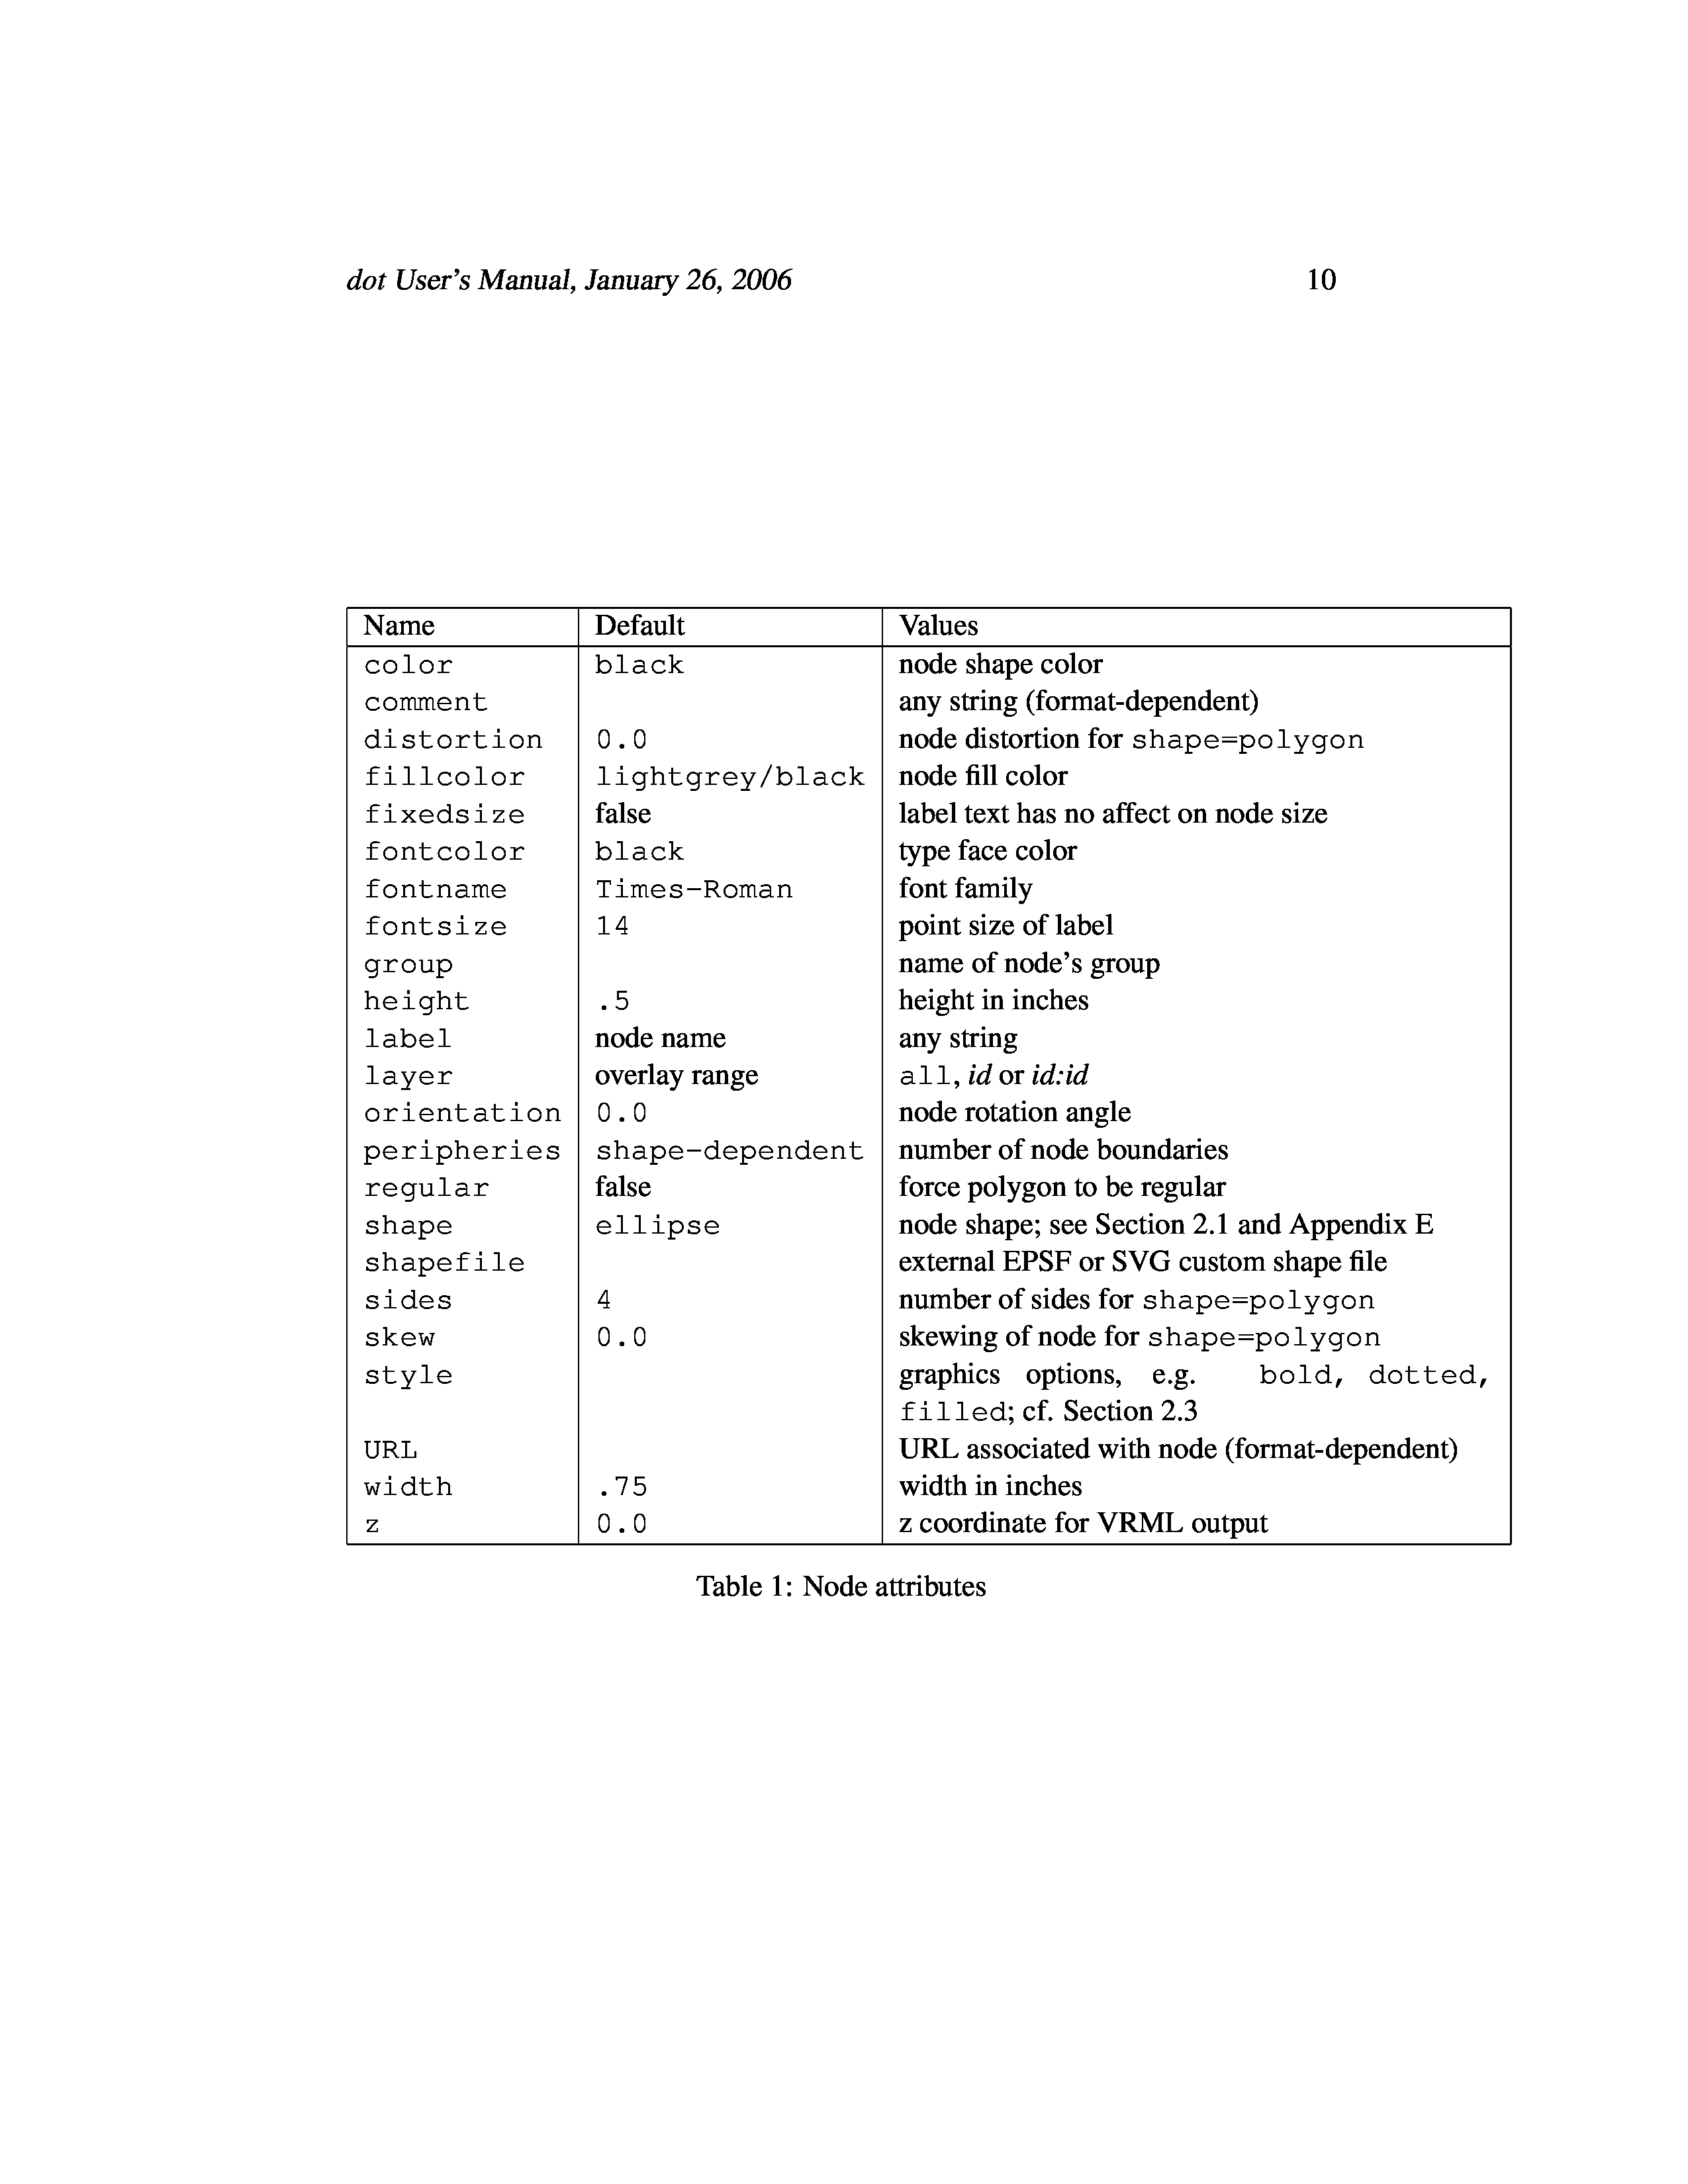 dot User's Manual, January 26, 2006 10
Name Default Values
color black node shape color
comment any string (format-dependent)
distortion 0.0 node distortion for shape=polygon
fillcolor lightgrey/black node fill color
fixedsize false label text has no affect on node size
fontcolor black type face color
fontname Times-Roman font family
fontsize 14 point size of label
group name of node's group
height .5 height in inches
label node name any string
layer overlay range all, id or id:id
orientation 0.0 node rotation angle
peripheries shape-dependent number of node boundaries
regular false force polygon to be regular
shape ellipse node shape; see Section 2.1 and Appendix E
shapefile external EPSF or SVG custom shape file
sides 4 number of sides for shape=polygon
skew 0.0 skewing of node for shape=polygon
style graphics options, e.g. bold, dotted,
filled; cf. Section 2.3
URL URL associated with node (format-dependent)
width .75 width in inches
z 0.0 z coordinate for VRML output
Table 1: Node attributes